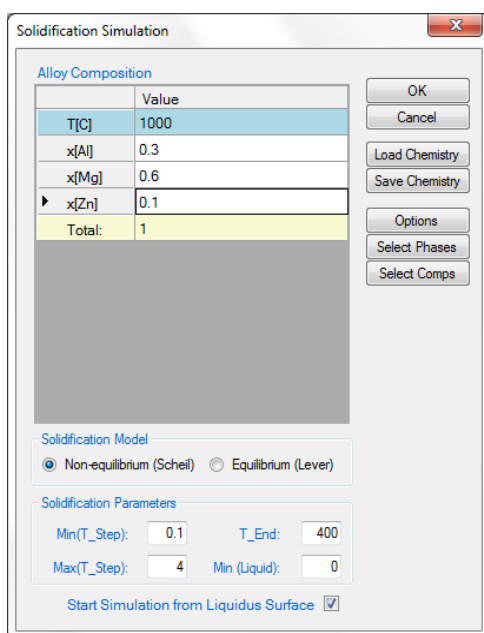 Solidification Simulation
Alloy Composition
Value
T[C] 1000
x[Al] 0.3
x[Mg] 0.6
x[Zn] 0.1
Total: 1
OK
Cancel
Load Chemistry
Save Chemistry
Options
Select Phases
Select Comps
Solidification Model
Non-equilibrium (Scheil) Equilibrium (Lever)
Solidification Parameters
Min(T_Step): 0.1 T_End: 400
Max(T_Step): 4 Min (Liquid): 0
Start Simulation from Liquidus Surface